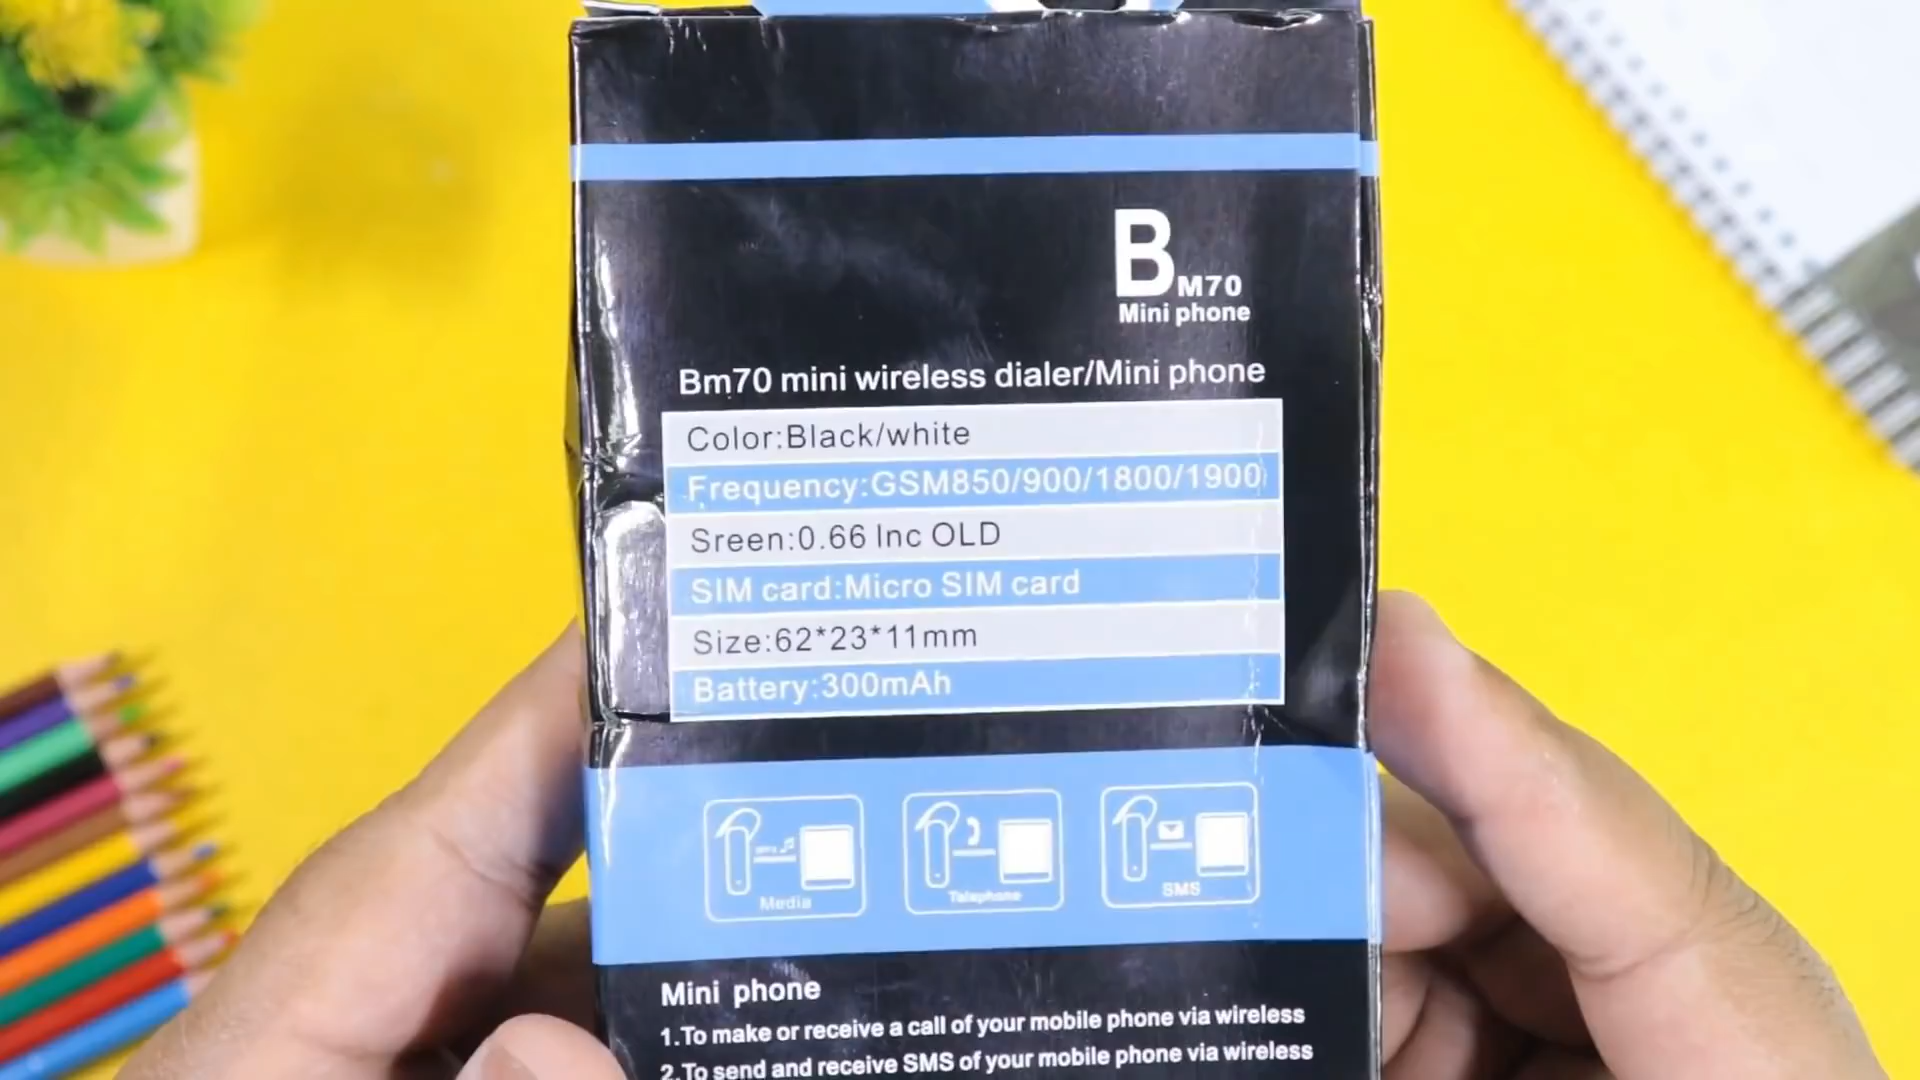 BM70
Mini phone
Bm70 mini wireless dialer/Mini phone
Color:Black/white
Frequency:GSM850/900/1800/1900
Sreen:0.66 Inc OLD
SIM card:Micro SIM card
Size:62*23*11mm
Battery:300mAh
Media
Telephone
SMS
Mini phone
1.To make or receive a call of your mobile phone via wireless
2.To send and receive SMS of your mobile phone via wireless